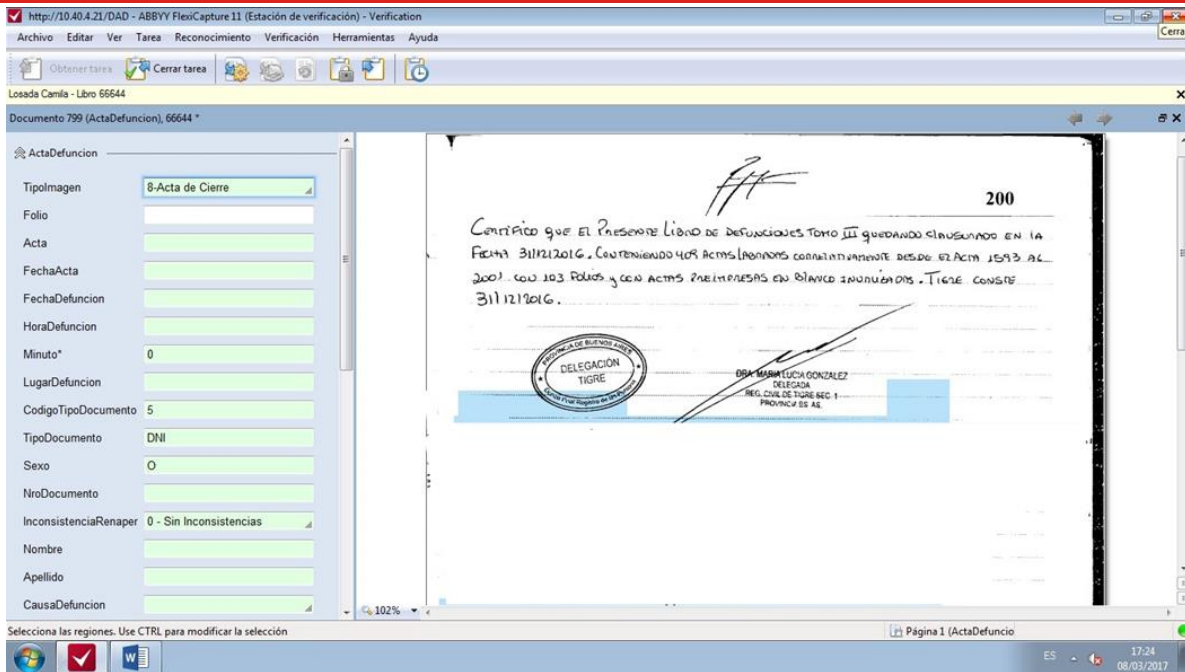 http://10.40.4.21/DAD - ABBYY FlexiCapture 11 (Estación de verificación) - Verification
Cerra
Archivo Editar Ver Tarea Reconocimiento Verificación Herramientas Ayuda
Obtener tarea Cerrar tarea
Losada Camila - Libro 66644
Documento 799 (ActaDefuncion), 66644 *
ActaDefuncion
TipoImagen 8-Acta de Cierre
Folio
Acta
FechaActa
FechaDefuncion
HoraDefuncion
Minuto* 0
LugarDefuncion
CodigoTipoDocumento 5
TipoDocumento DNI
Sexo O
NroDocumento
InconsistenciaRenaper 0 - Sin Inconsistencias
Nombre
Apellido
CausaDefuncion
200
Certifico que el Presente Libro de Defunciones Tomo III quedando clausurado en la
Fecha 31/12/2016. Conteniendo 409 Actas labradas correlativamente desde el Acta 1593 al
2001 con 103 Folios y con Actas Preimpresas en blanco inutilizadas. Tigre conste
31/12/2016.
PROVINCIA DE BUENOS AIRES
DELEGACIÓN
TIGRE
DRA. MARIA LUCIA GONZALEZ
DELEGADA
REG. CIVIL DE TIGRE SEC. 1
PROVINCIA BS AS.
102%
Selecciona las regiones. Use CTRL para modificar la selección
Página 1 (ActaDefuncio
ES
17:24
08/03/2017